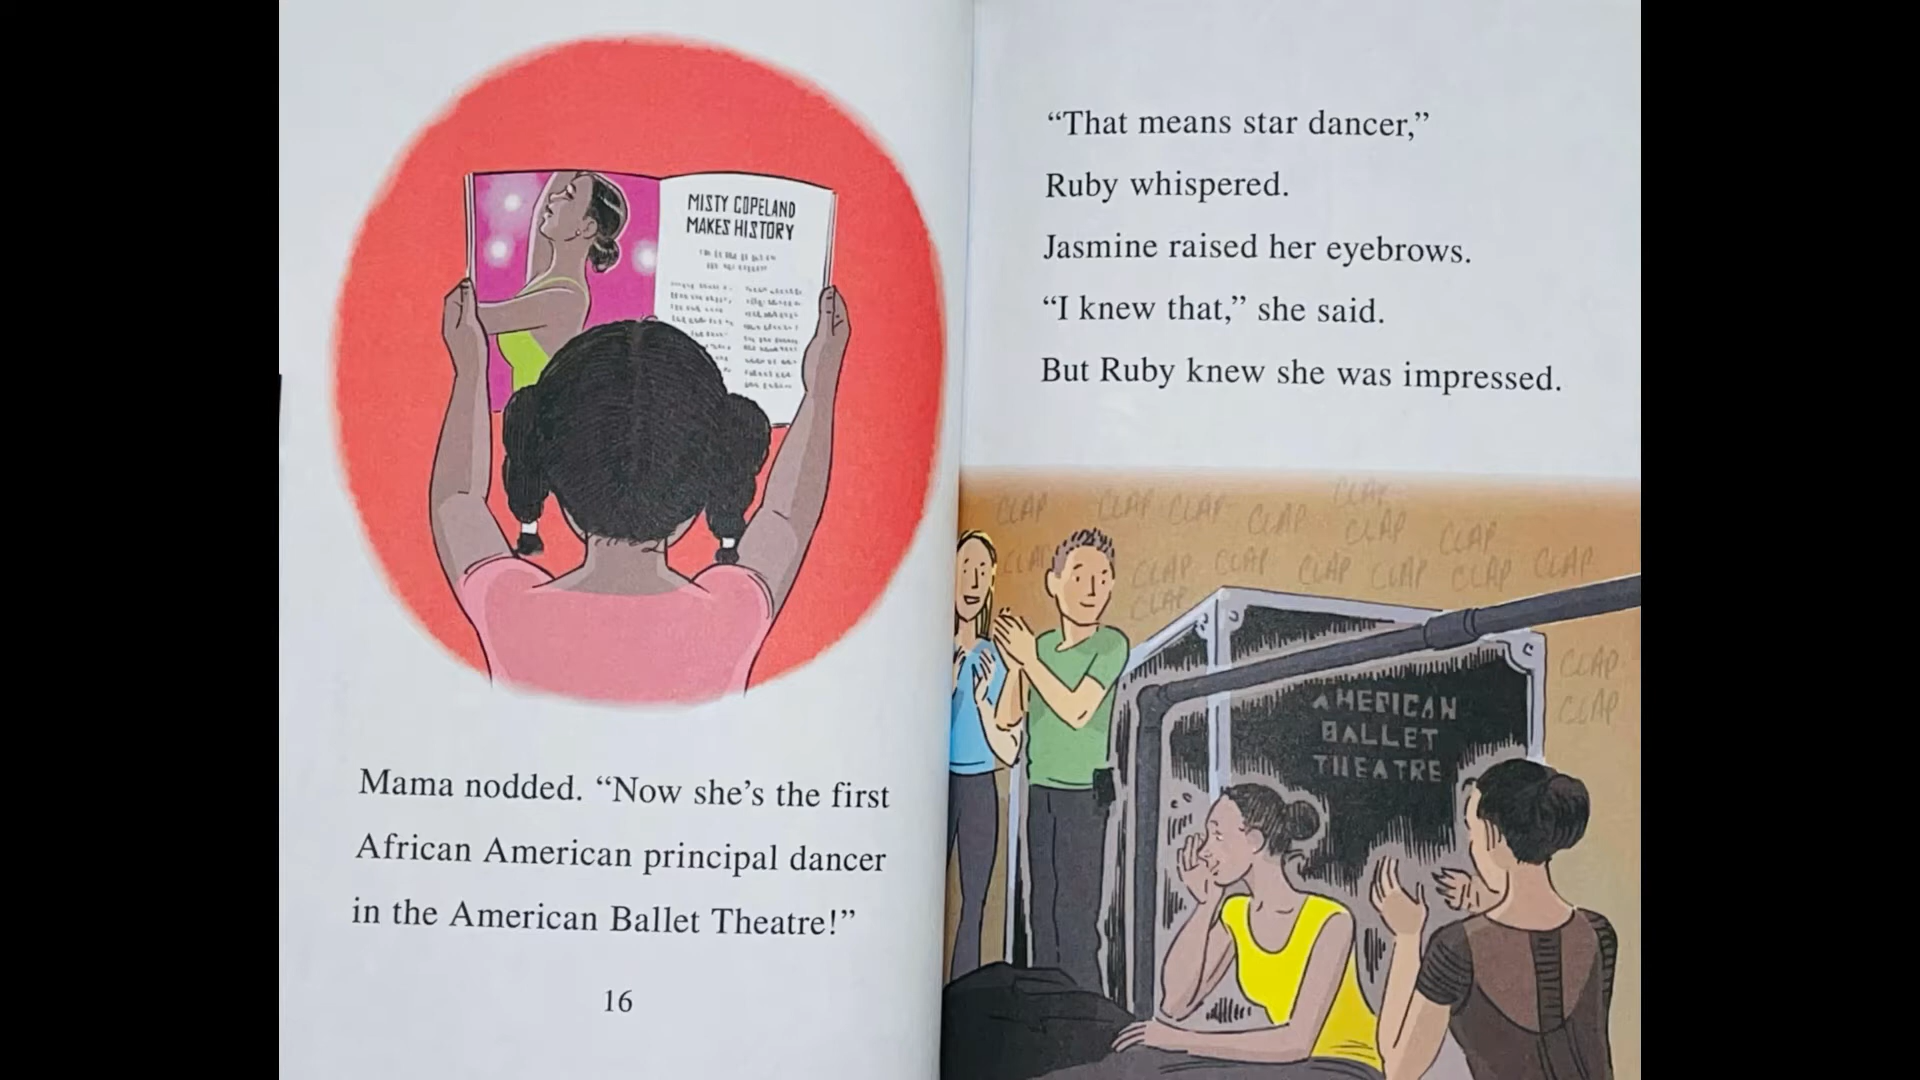 MISTY COPELAND
MAKES HISTORY
Mama nodded. “Now she’s the first
African American principal dancer
in the American Ballet Theatre!”
16
“That means star dancer,”
Ruby whispered.
Jasmine raised her eyebrows.
“I knew that,” she said.
But Ruby knew she was impressed.
CLAP CLAP CLAP CLAP CLAP
CLAP CLAP
CLAP CLAP CLAP CLAP CLAP CLAP CLAP
CLAP
CLAP
CLAP
AMERICAN
BALLET
THEATRE